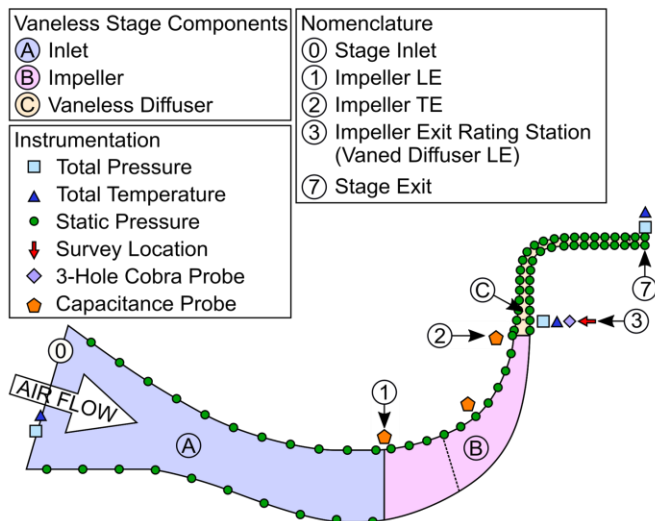 Vaneless Stage Components
A Inlet
B Impeller
C Vaneless Diffuser
Instrumentation
Total Pressure
Total Temperature
Static Pressure
Survey Location
3-Hole Cobra Probe
Capacitance Probe
Nomenclature
0 Stage Inlet
1 Impeller LE
2 Impeller TE
3 Impeller Exit Rating Station
(Vaned Diffuser LE)
7 Stage Exit
7
C
2
3
0
AIR FLOW
1
A
B